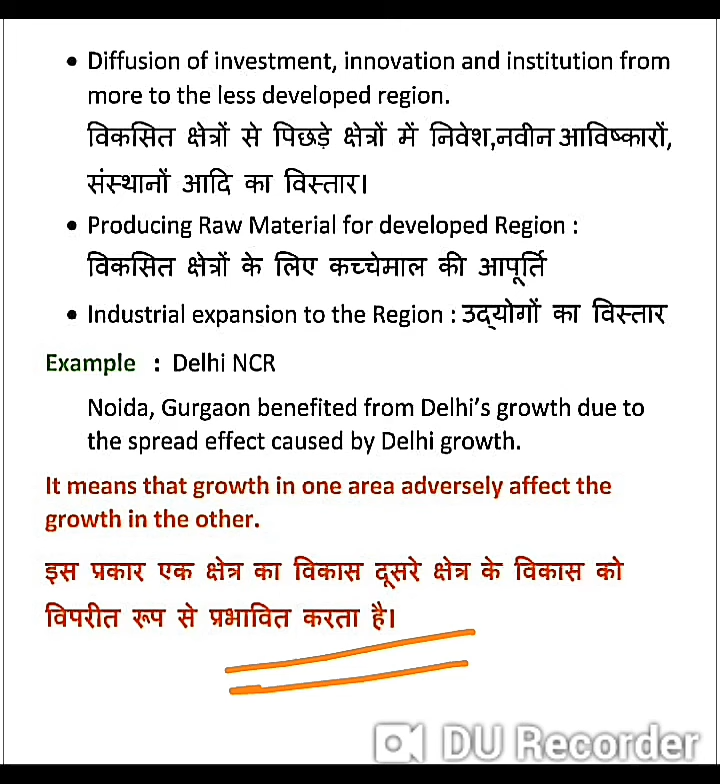 • Diffusion of investment, innovation and institution from
more to the less developed region.
विकसित क्षेत्रों से पिछड़े क्षेत्रों में निवेश,नवीन आविष्कारों,
संस्थानों आदि का विस्तार।
• Producing Raw Material for developed Region :
विकसित क्षेत्रों के लिए कच्चेमाल की आपूर्ति
• Industrial expansion to the Region : उद्योगों का विस्तार
Example : Delhi NCR
Noida, Gurgaon benefited from Delhi's growth due to
the spread effect caused by Delhi growth.
It means that growth in one area adversely affect the
growth in the other.
इस प्रकार एक क्षेत्र का विकास दूसरे क्षेत्र के विकास को
विपरीत रूप से प्रभावित करता है।
DU Recorder